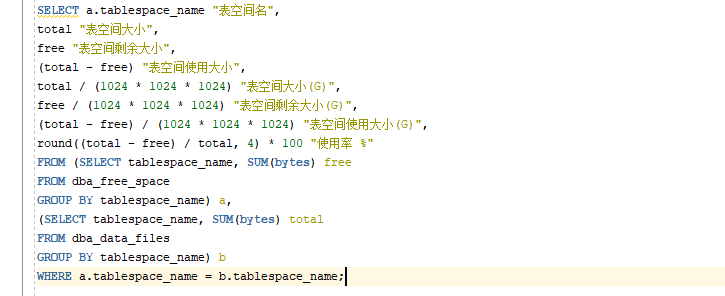 SELECT a.tablespace_name "表空间名",
total "表空间大小",
free "表空间剩余大小",
(total - free) "表空间使用大小",
total / (1024 * 1024 * 1024) "表空间大小(G)",
free / (1024 * 1024 * 1024) "表空间剩余大小(G)",
(total - free) / (1024 * 1024 * 1024) "表空间使用大小(G)",
round((total - free) / total, 4) * 100 "使用率 %"
FROM (SELECT tablespace_name, SUM(bytes) free
FROM dba_free_space
GROUP BY tablespace_name) a,
(SELECT tablespace_name, SUM(bytes) total
FROM dba_data_files
GROUP BY tablespace_name) b
WHERE a.tablespace_name = b.tablespace_name;